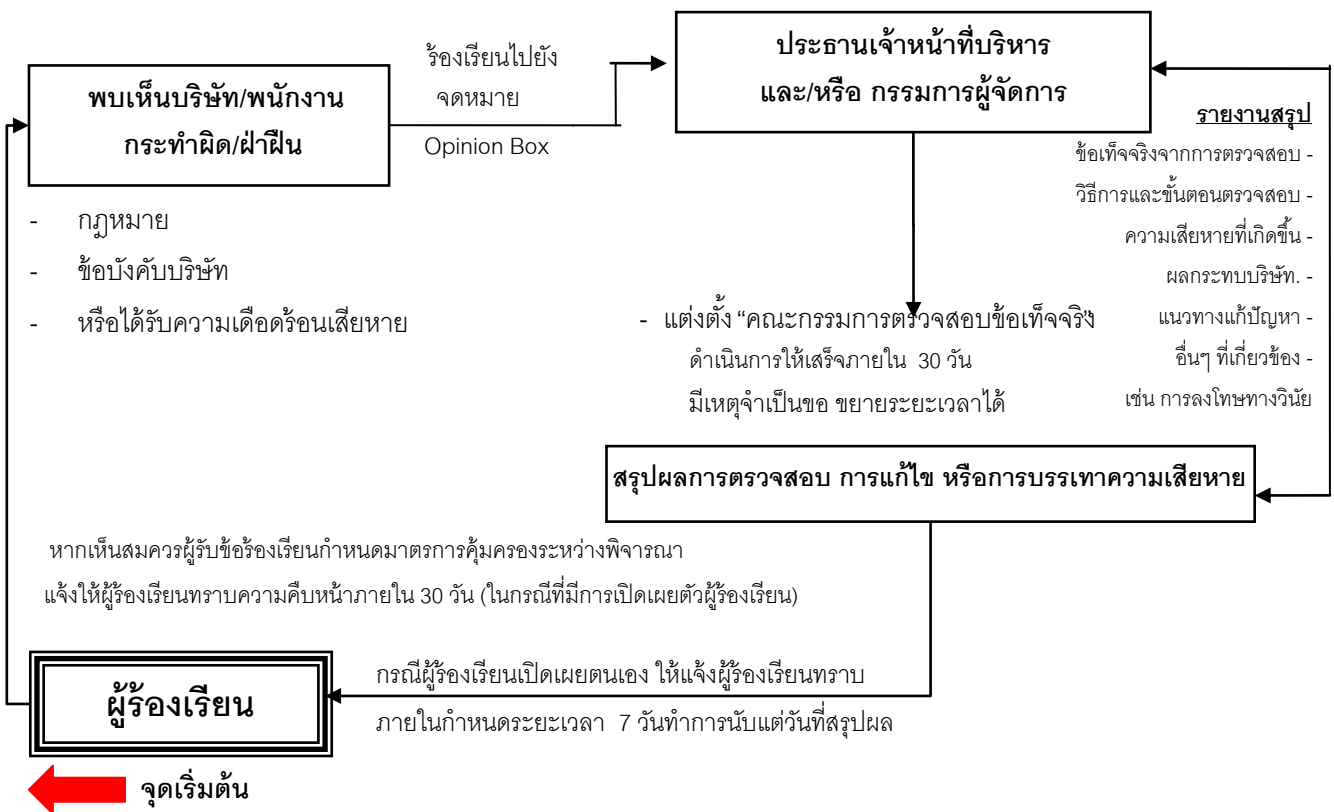 ร้องเรียนไปยัง
จดหมาย
Opinion Box
พบเห็นบริษัท/พนักงาน
กระทำผิด/ฝ่าฝืน
- กฎหมาย
- ข้อบังคับบริษัท
- หรือได้รับความเดือดร้อนเสียหาย
ประธานเจ้าหน้าที่บริหาร
และ/หรือ กรรมการผู้จัดการ
รายงานสรุป
ข้อเท็จจริงจากการตรวจสอบ -
วิธีการและขั้นตอนตรวจสอบ -
ความเสียหายที่เกิดขึ้น -
ผลกระทบบริษัท. -
แนวทางแก้ปัญหา -
อื่นๆ ที่เกี่ยวข้อง -
เช่น การลงโทษทางวินัย
- แต่งตั้ง “คณะกรรมการตรวจสอบข้อเท็จจริง”
ดำเนินการให้เสร็จภายใน 30 วัน
มีเหตุจำเป็นขอ ขยายระยะเวลาได้
สรุปผลการตรวจสอบ การแก้ไข หรือการบรรเทาความเสียหาย
หากเห็นสมควรผู้รับข้อร้องเรียนกำหนดมาตรการคุ้มครองระหว่างพิจารณา
แจ้งให้ผู้ร้องเรียนทราบความคืบหน้าภายใน 30 วัน (ในกรณีที่มีการเปิดเผยตัวผู้ร้องเรียน)
กรณีผู้ร้องเรียนเปิดเผยตนเอง ให้แจ้งผู้ร้องเรียนทราบ
ภายในกำหนดระยะเวลา 7 วันทำการนับแต่วันที่สรุปผล
ผู้ร้องเรียน
จุดเริ่มต้น